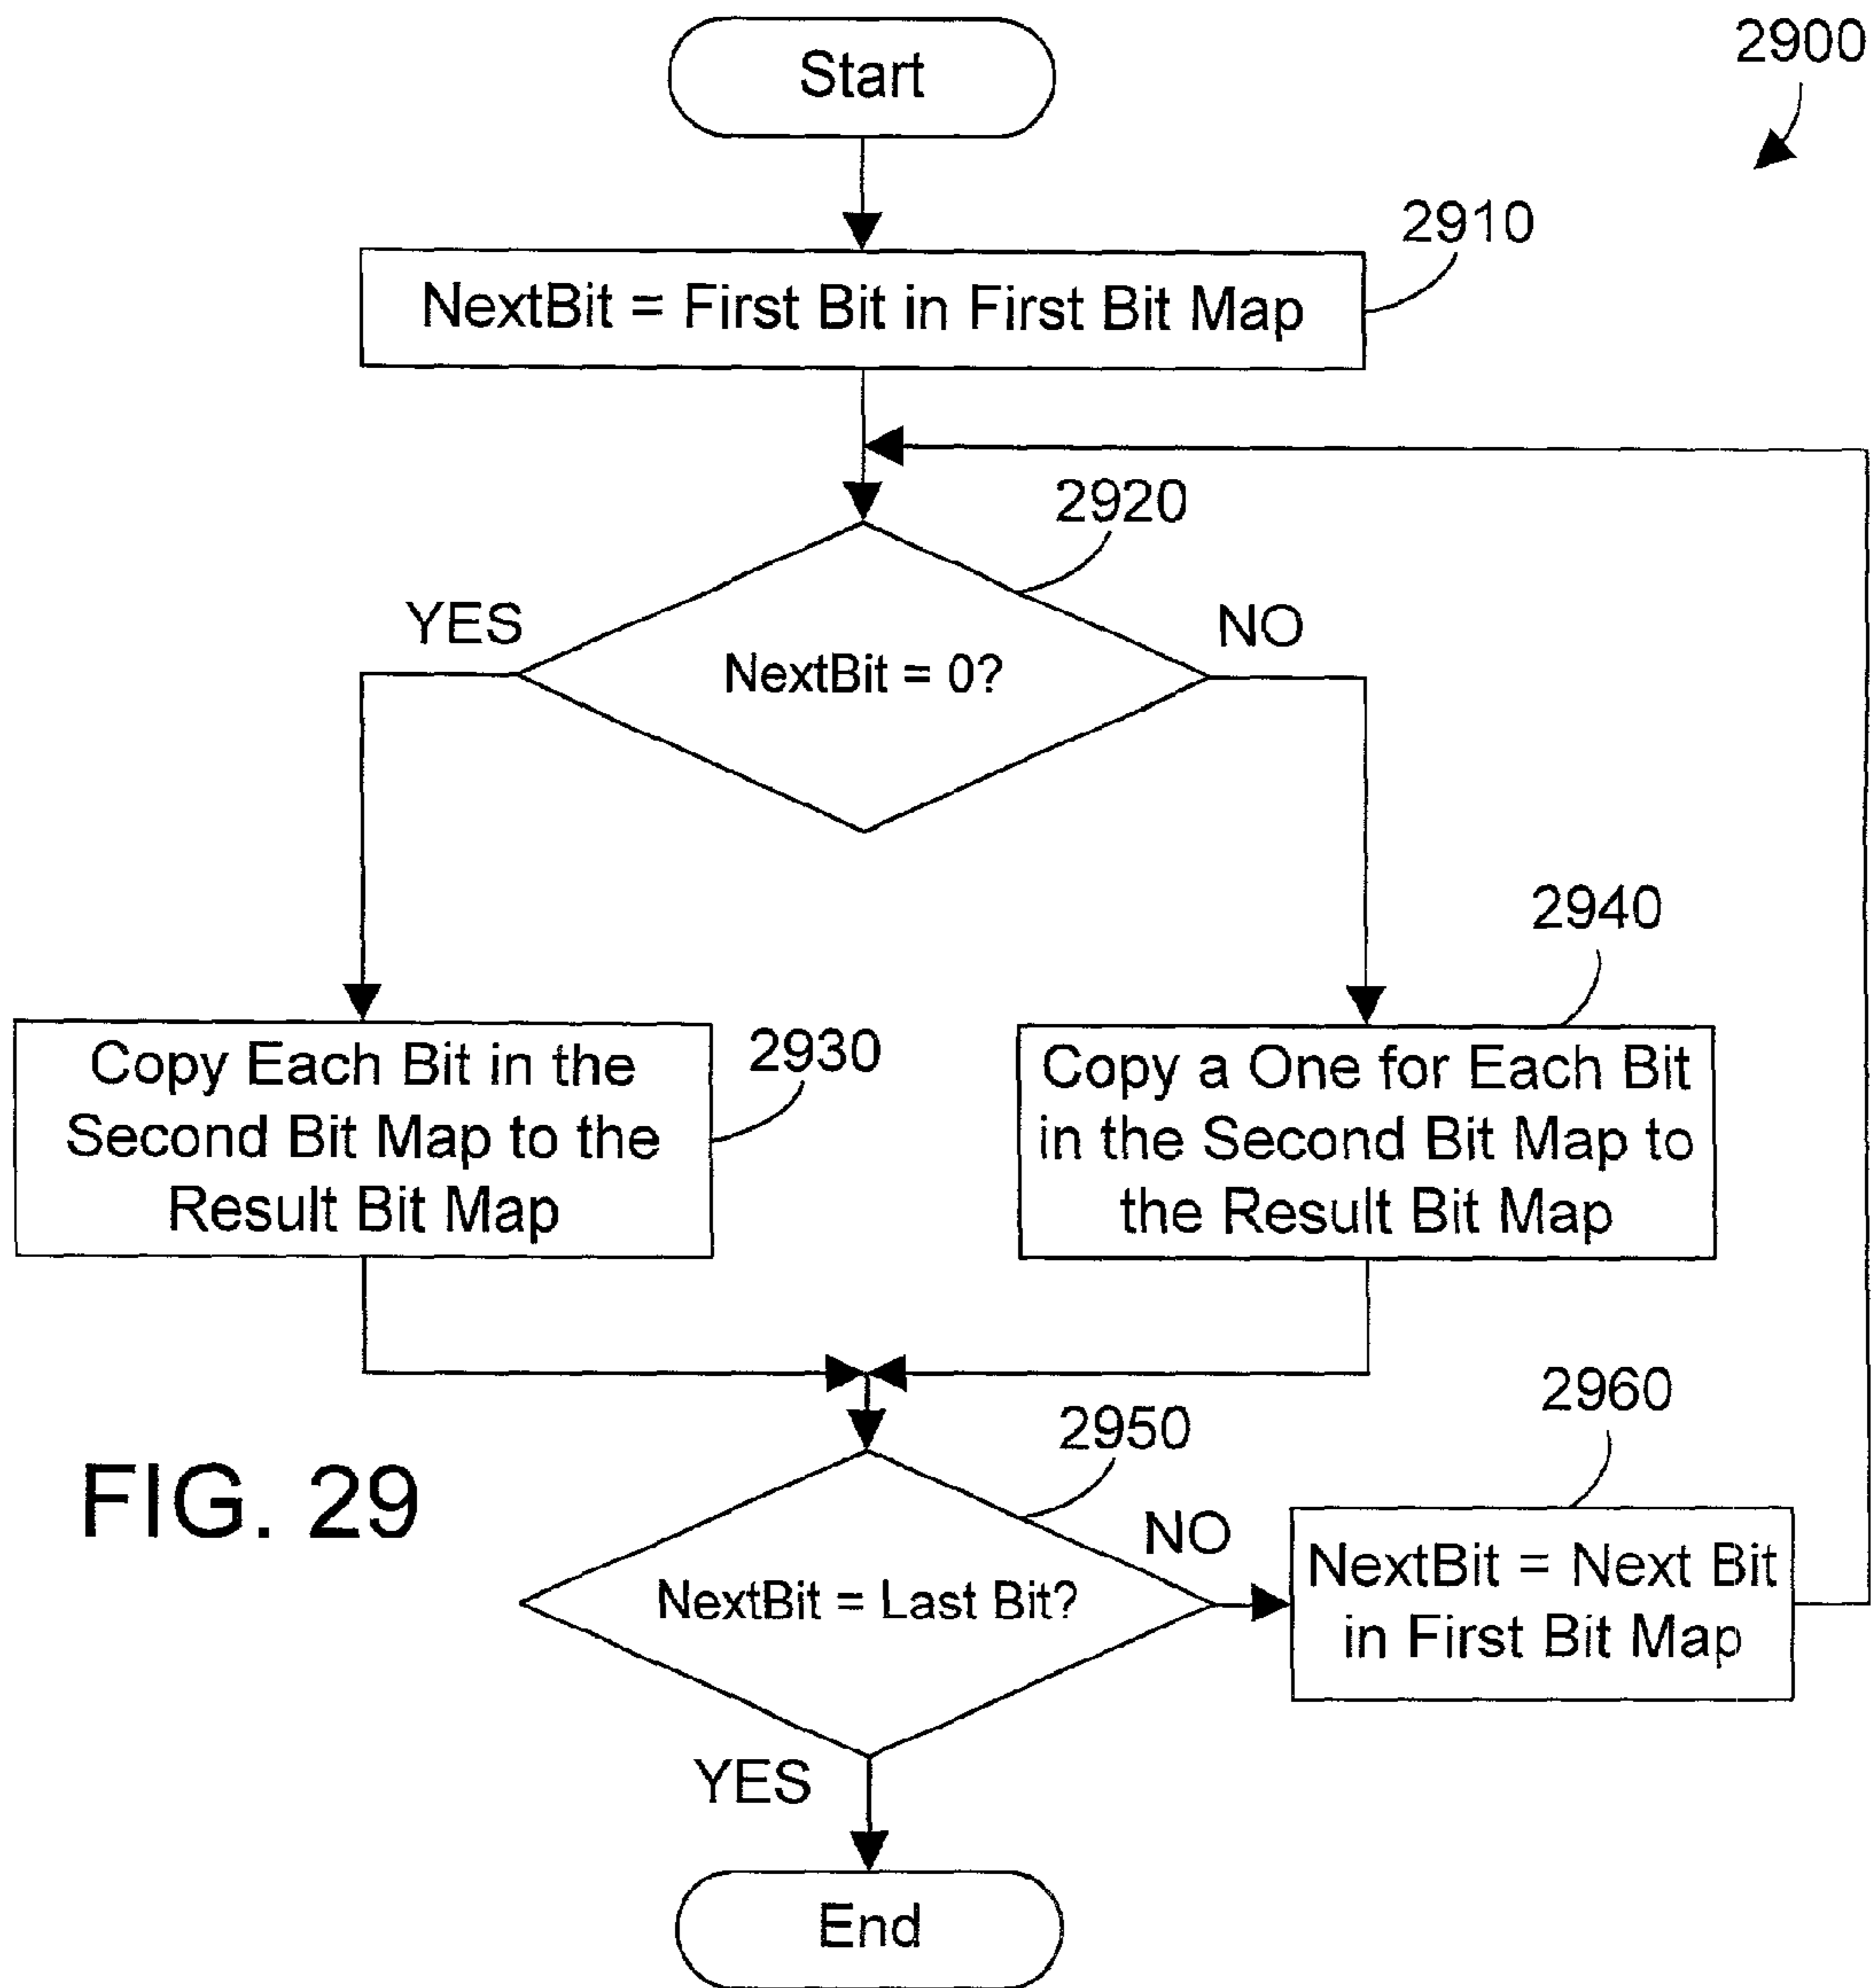 Start
2900
2910
NextBit = First Bit in First Bit Map
2920
YES
NO
NextBit = 0?
2940
2930
Copy Each Bit in the
Second Bit Map to the
Result Bit Map
Copy a One for Each Bit
in the Second Bit Map to
the Result Bit Map
2960
2950
FIG. 29
NO
NextBit = Last Bit?
NextBit = Next Bit
in First Bit Map
YES
End